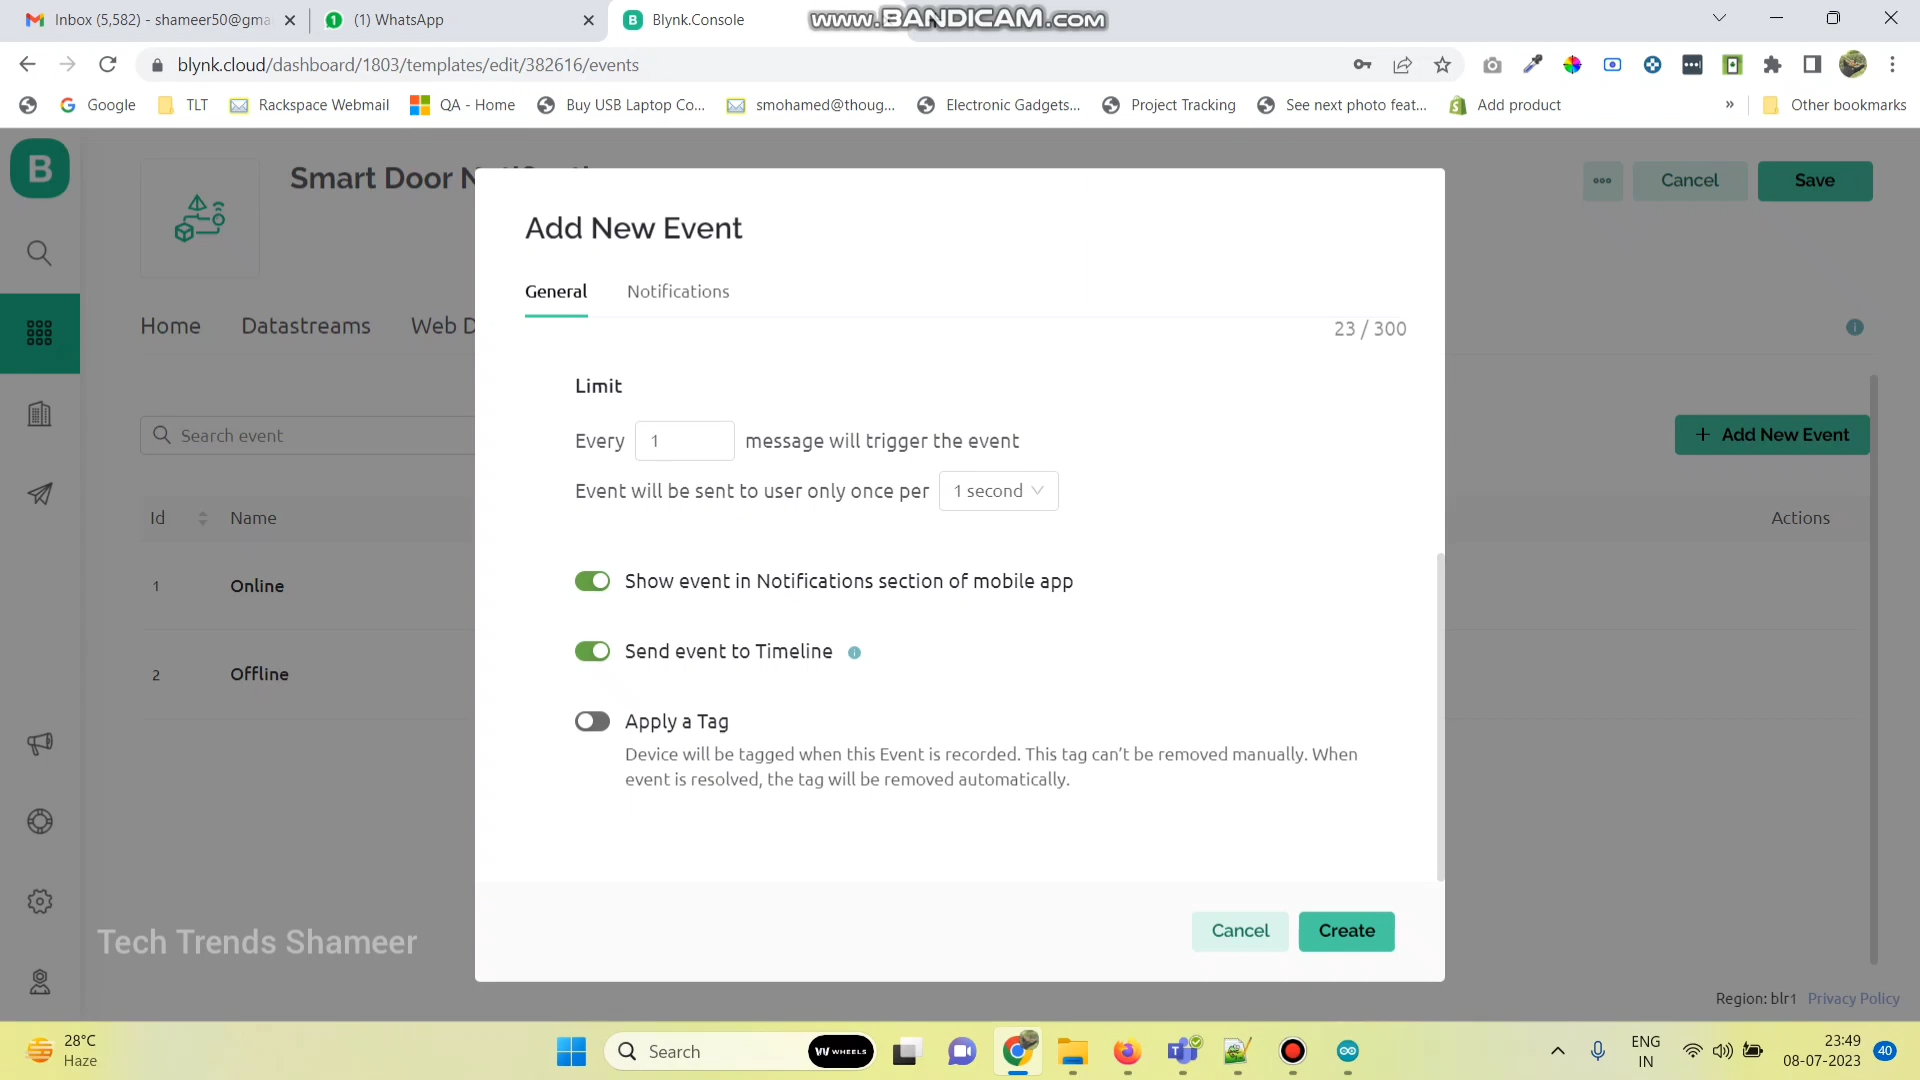 Inbox (5,582) - shameer50@gma
(1) WhatsApp
Blynk.Console
www.BANDICAM.com
blynk.cloud/dashboard/1803/templates/edit/382616/events
Google
TLT
Rackspace Webmail
QA - Home
Buy USB Laptop Co...
smohamed@thoug...
Electronic Gadgets...
Project Tracking
See next photo feat...
Add product
»
Other bookmarks
B
Smart Door N
Cancel
Save
Add New Event
General
Notifications
23 / 300
Home
Datastreams
Web D
Limit
Every 1 message will trigger the event
Search event
+ Add New Event
Event will be sent to user only once per 1 second
Id
Name
Actions
1
Online
Show event in Notifications section of mobile app
Send event to Timeline
2
Offline
Apply a Tag
Device will be tagged when this Event is recorded. This tag can't be removed manually. When
event is resolved, the tag will be removed automatically.
Cancel
Create
Tech Trends Shameer
Region: blr1 Privacy Policy
28°C
Haze
Search
WHEELS
ENG
IN
23:49
08-07-2023
40